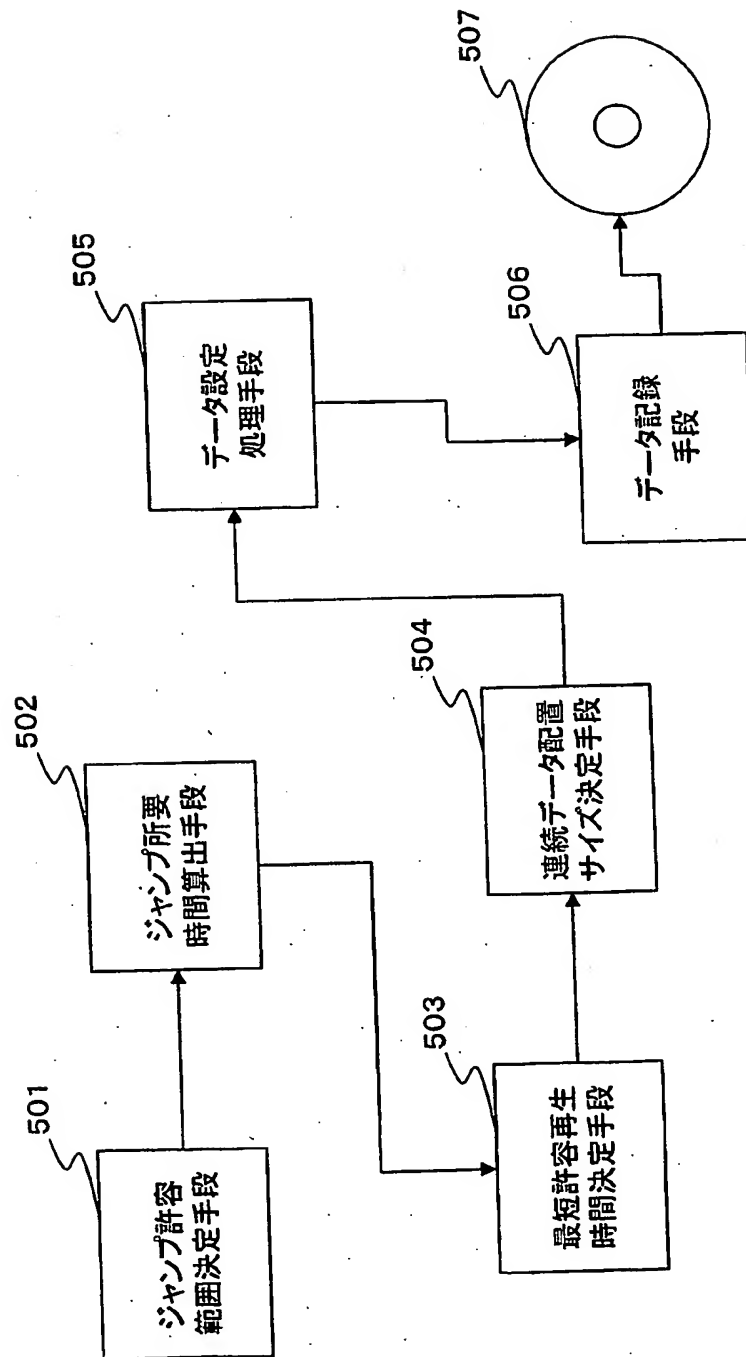 501
ジャンプ許容
範囲決定手段
502
ジャンプ所要
時間算出手段
503
最短許容再生
時間決定手段
504
連続データ配置
サイズ決定手段
505
データ設定
処理手段
506
データ記録
手段
507